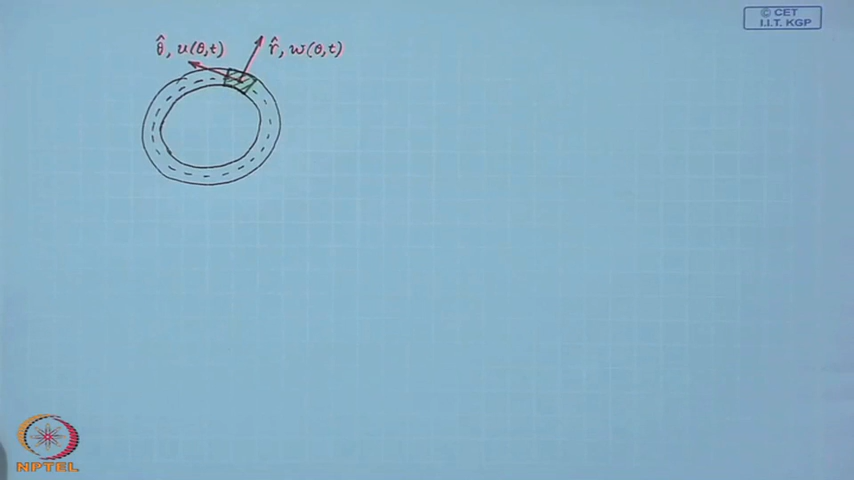 © CET
I.I.T. KGP
θ̂, u(θ,t)
r̂, w(θ,t)
NPTEL